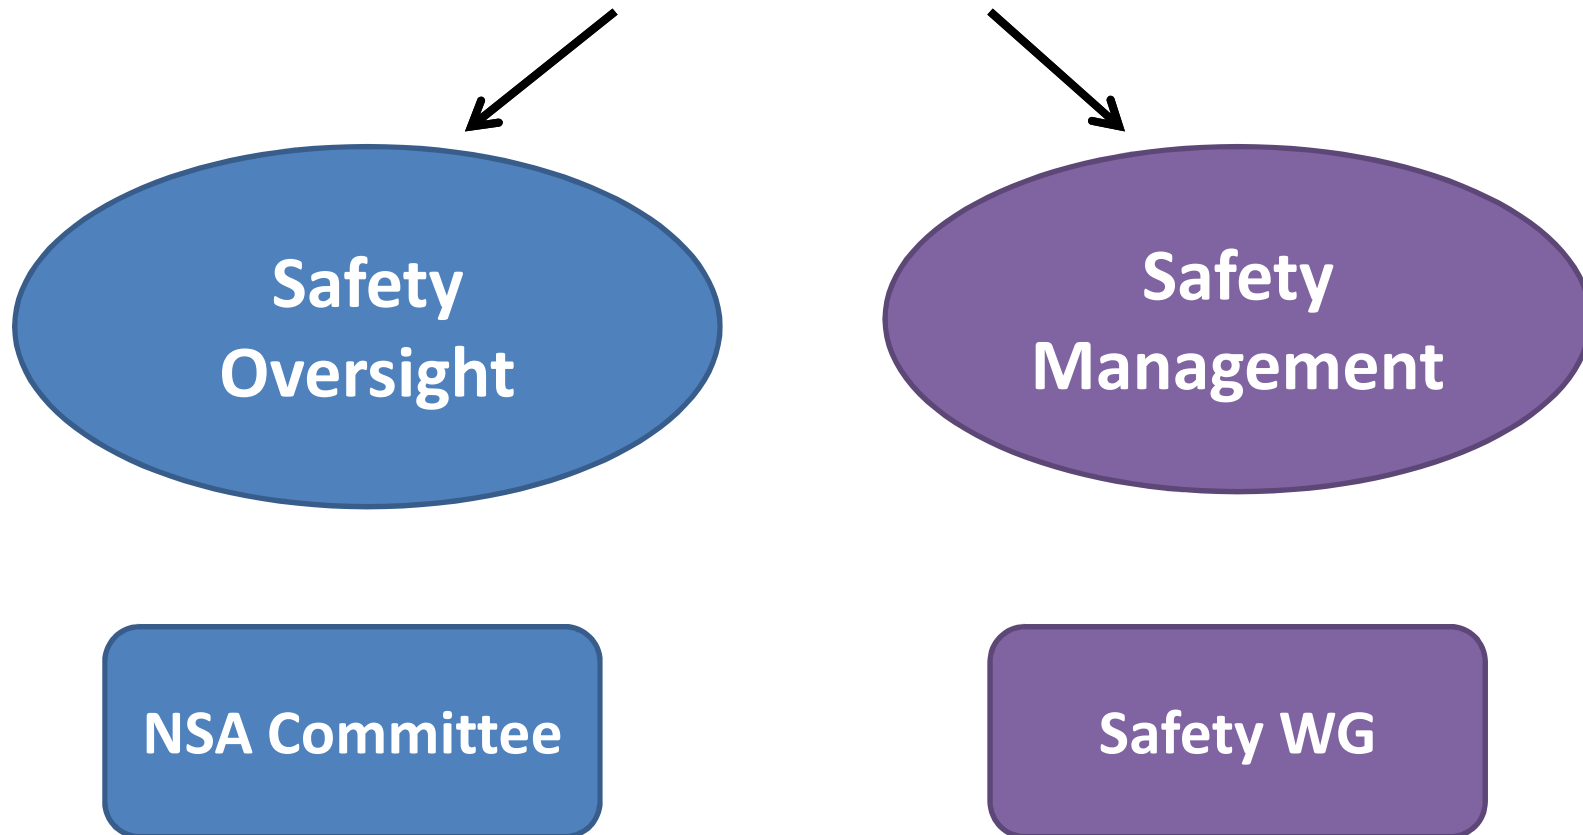 Safety
Oversight
Safety
Management
NSA Committee
Safety WG